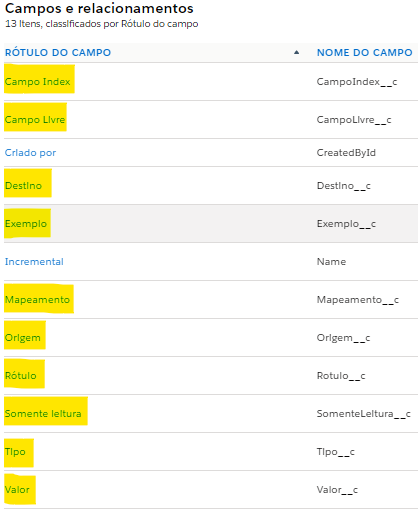 Campos e relacionamentos
13 Itens, classificados por Rótulo do campo
RÓTULO DO CAMPO NOME DO CAMPO
Campo Index CampoIndex__c
Campo Livre CampoLivre__c
Criado por CreatedById
Destino Destino__c
Exemplo Exemplo__c
Incremental Name
Mapeamento Mapeamento__c
Origem Origem__c
Rótulo Rotulo__c
Somente leitura SomenteLeitura__c
Tipo Tipo__c
Valor Valor__c